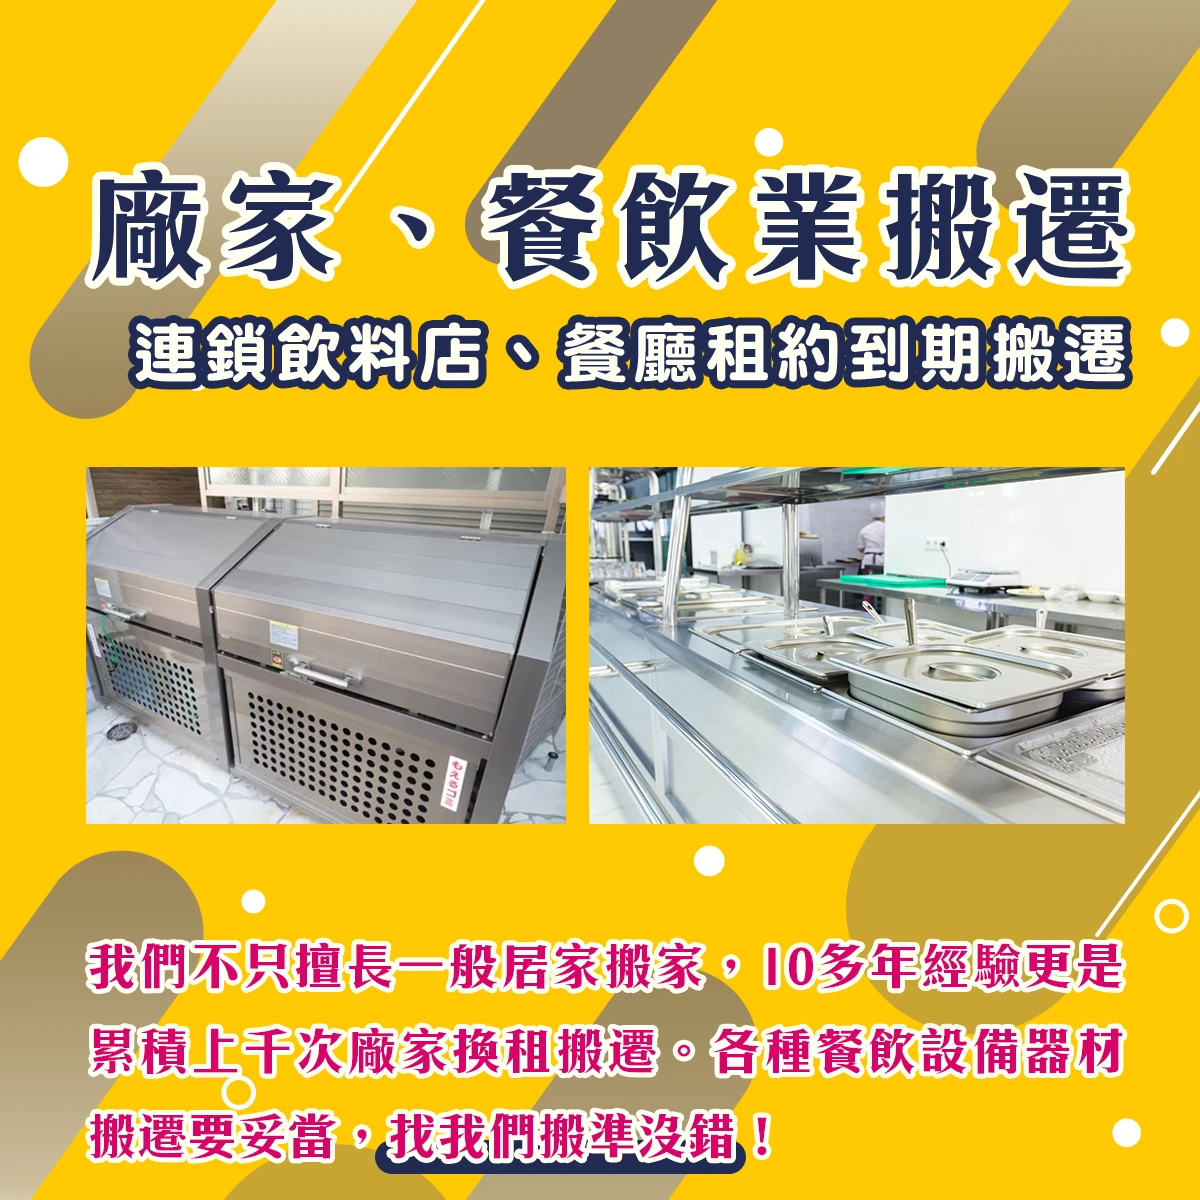 廠家、餐飲業搬遷
連鎖飲料店、餐廳租約到期搬遷
もえるゴミ
我們不只擅長一般居家搬家，10多年經驗更是
累積上千次廠家換租搬遷。各種餐飲設備器材
搬遷要妥當，找我們搬準沒錯！